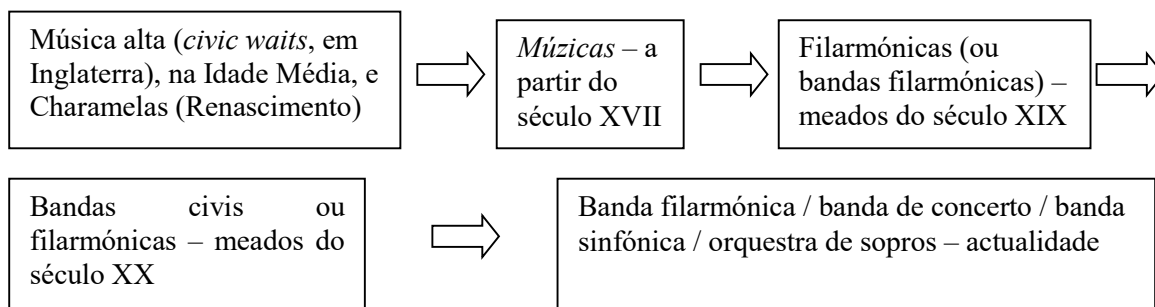 Música alta (civic waits, em
Inglaterra), na Idade Média, e
Charamelas (Renascimento)
Múzicas – a
partir do
século XVII
Filarmónicas (ou
bandas filarmónicas) –
meados do século XIX
Bandas civis ou
filarmónicas – meados do
século XX
Banda filarmónica / banda de concerto / banda
sinfónica / orquestra de sopros – actualidade